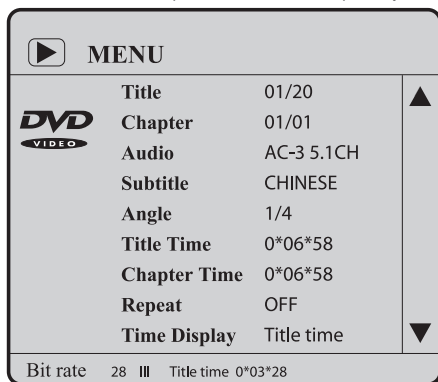 MENU
DVD
VIDEO
Title 01/20
Chapter 01/01
Audio AC-3 5.1CH
Subtitle CHINESE
Angle 1/4
Title Time 0*06*58
Chapter Time 0*06*58
Repeat OFF
Time Display Title time
Bit rate 28 III Title time 0*03*28